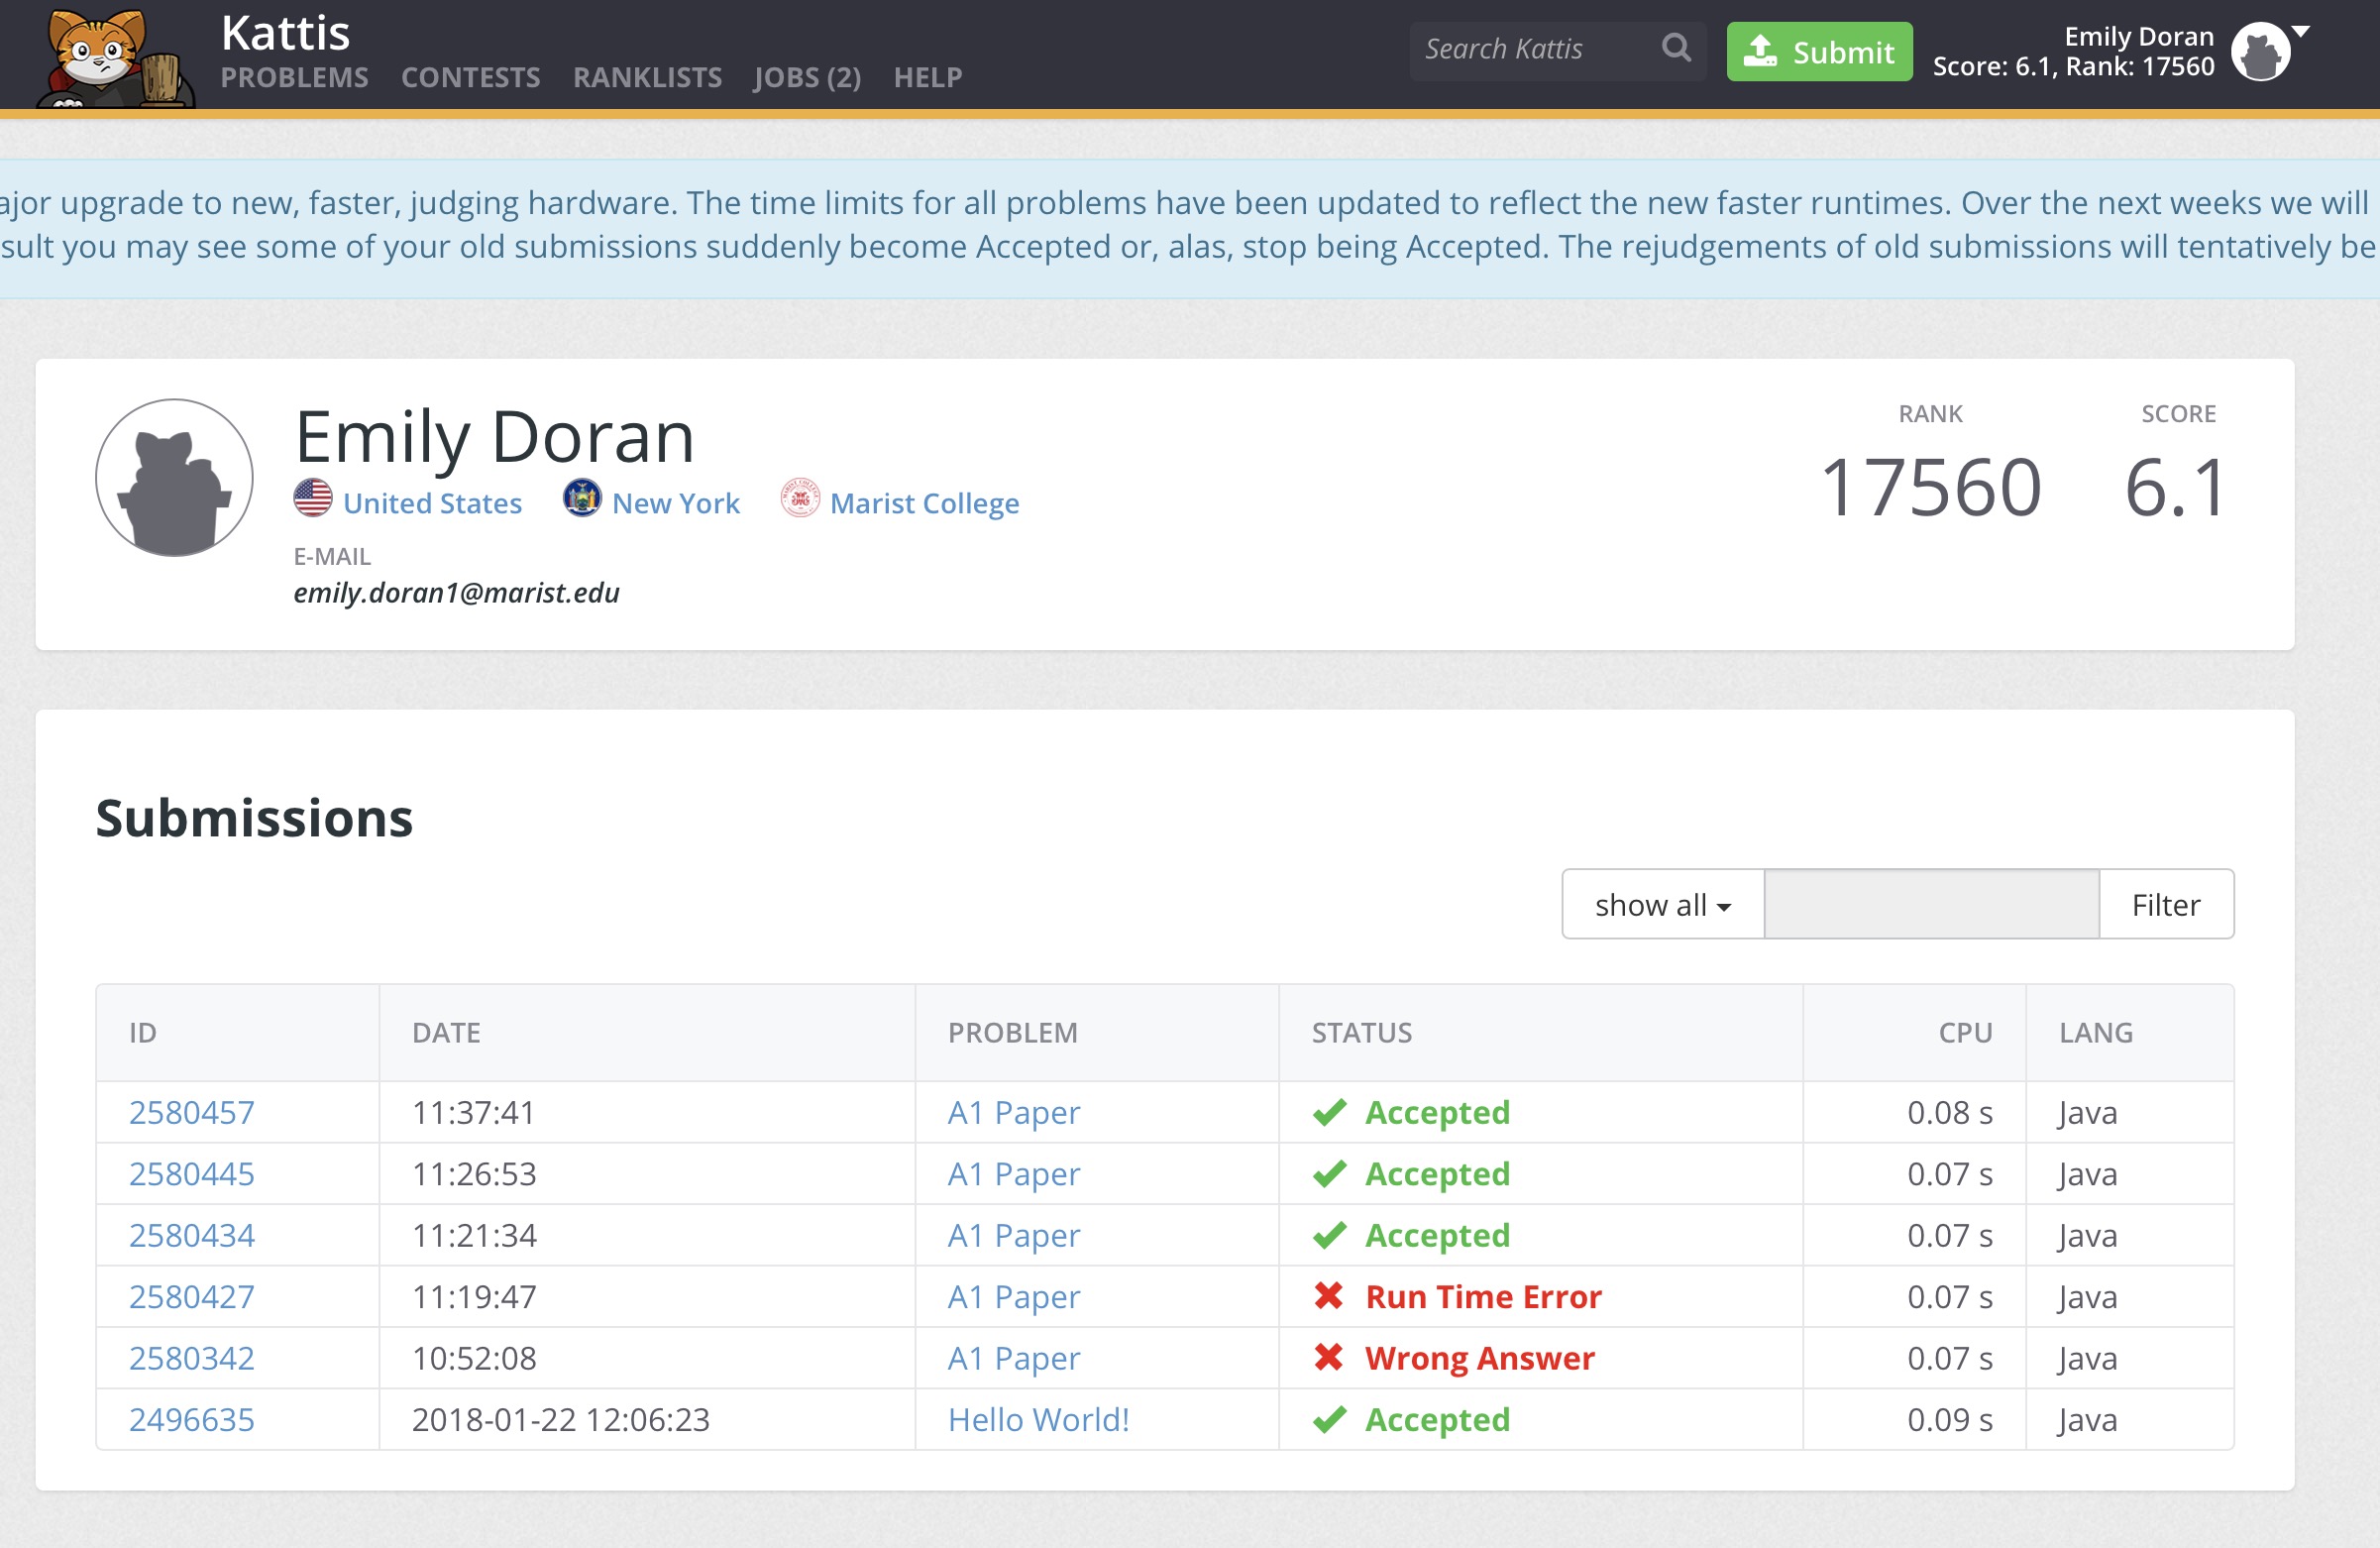 Kattis
PROBLEMS CONTESTS RANKLISTS JOBS (2) HELP
Search Kattis
Submit
Emily Doran
Score: 6.1, Rank: 17560
ajor upgrade to new, faster, judging hardware. The time limits for all problems have been updated to reflect the new faster runtimes. Over the next weeks we will
sult you may see some of your old submissions suddenly become Accepted or, alas, stop being Accepted. The rejudgements of old submissions will tentatively be
Emily Doran
United States New York Marist College
E-MAIL
emily.doran1@marist.edu
RANK SCORE
17560 6.1
Submissions
show all Filter
ID DATE PROBLEM STATUS CPU LANG
2580457 11:37:41 A1 Paper Accepted 0.08 s Java
2580445 11:26:53 A1 Paper Accepted 0.07 s Java
2580434 11:21:34 A1 Paper Accepted 0.07 s Java
2580427 11:19:47 A1 Paper Run Time Error 0.07 s Java
2580342 10:52:08 A1 Paper Wrong Answer 0.07 s Java
2496635 2018-01-22 12:06:23 Hello World! Accepted 0.09 s Java